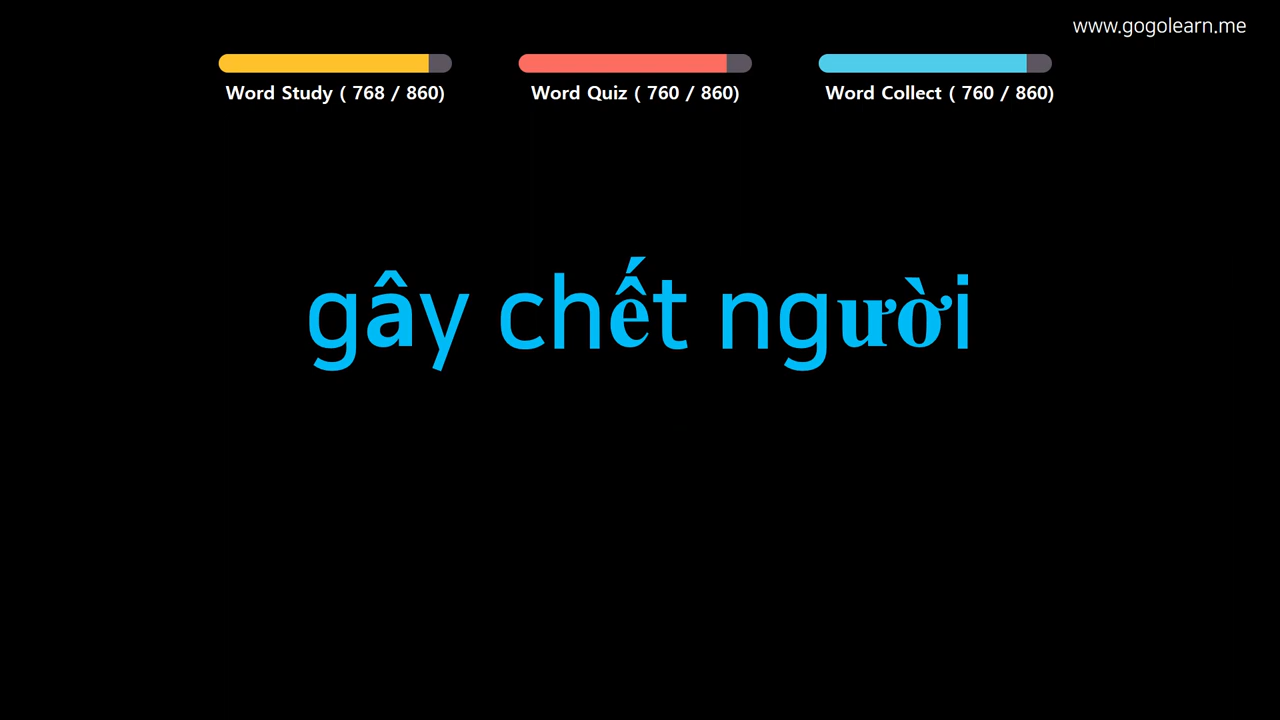 www.gogolearn.me
Word Study ( 768 / 860)
Word Quiz ( 760 / 860)
Word Collect ( 760 / 860)
gây chết người